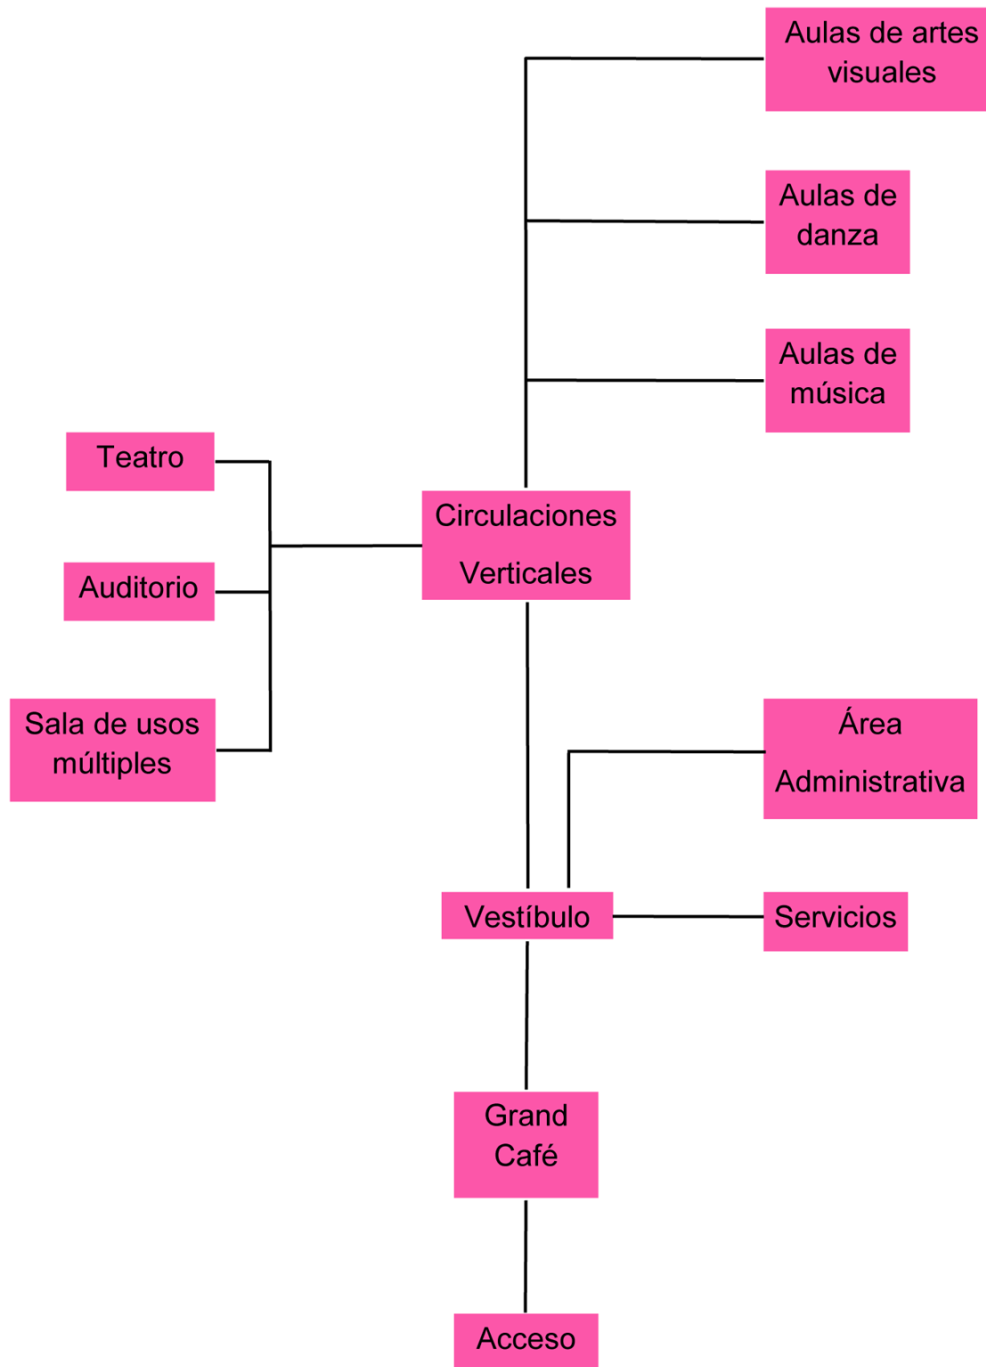 Aulas de artes
visuales
Aulas de
danza
Aulas de
música
Teatro
Circulaciones
Verticales
Auditorio
Sala de usos
múltiples
Área
Administrativa
Vestíbulo
Servicios
Grand
Café
Acceso